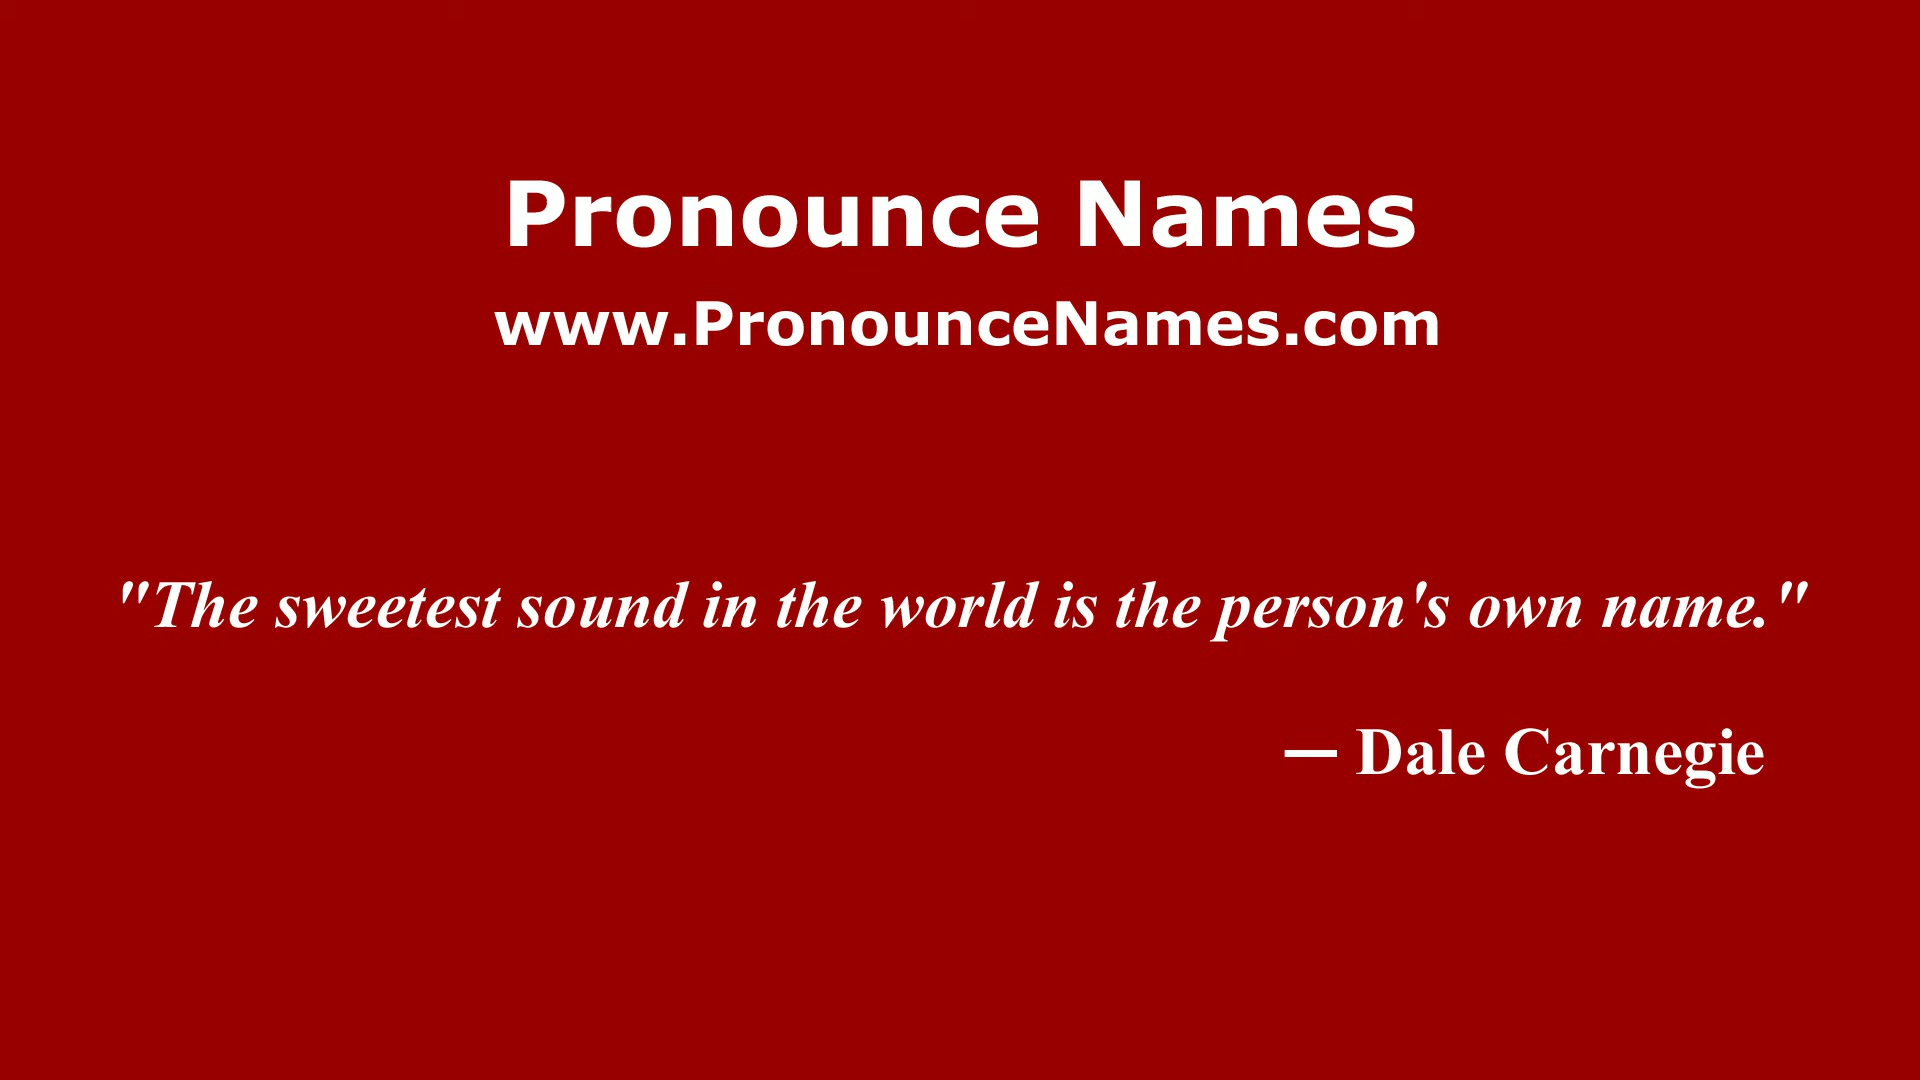 Pronounce Names
www.PronounceNames.com
"The sweetest sound in the world is the person's own name."
— Dale Carnegie